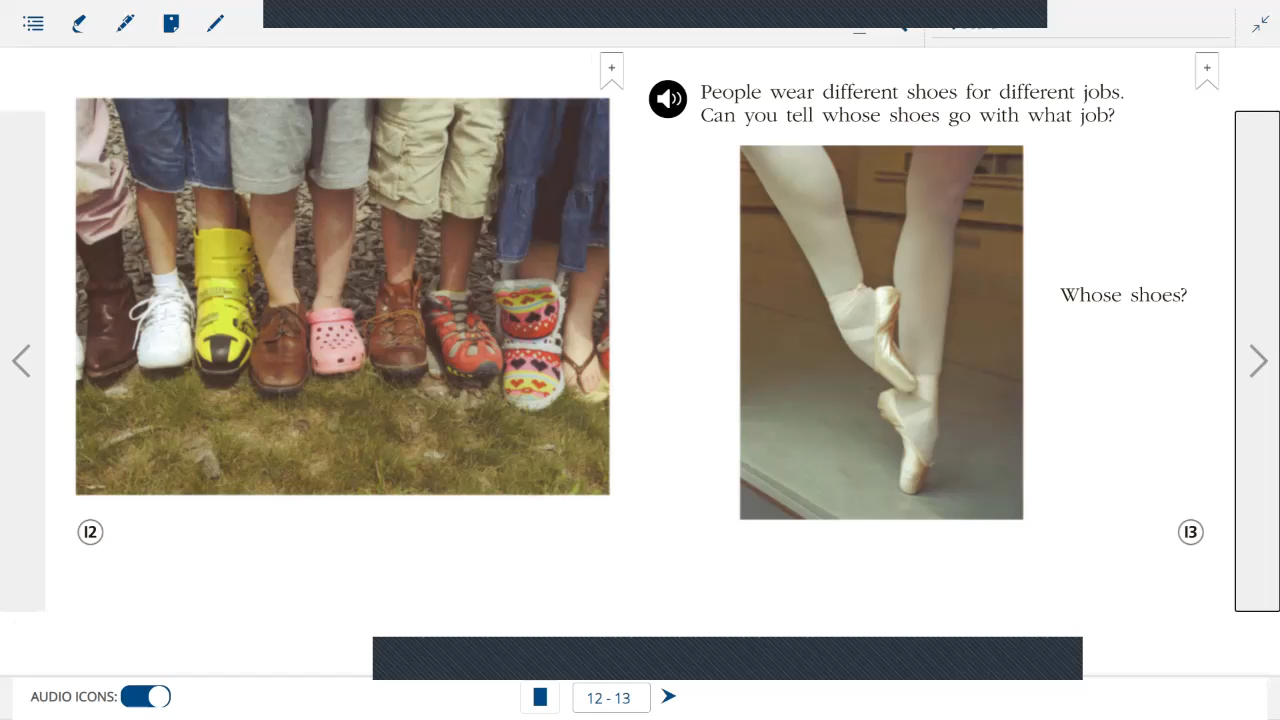 People wear different shoes for different jobs.
Can you tell whose shoes go with what job?
Whose shoes?
12
13
AUDIO ICONS:
12 - 13